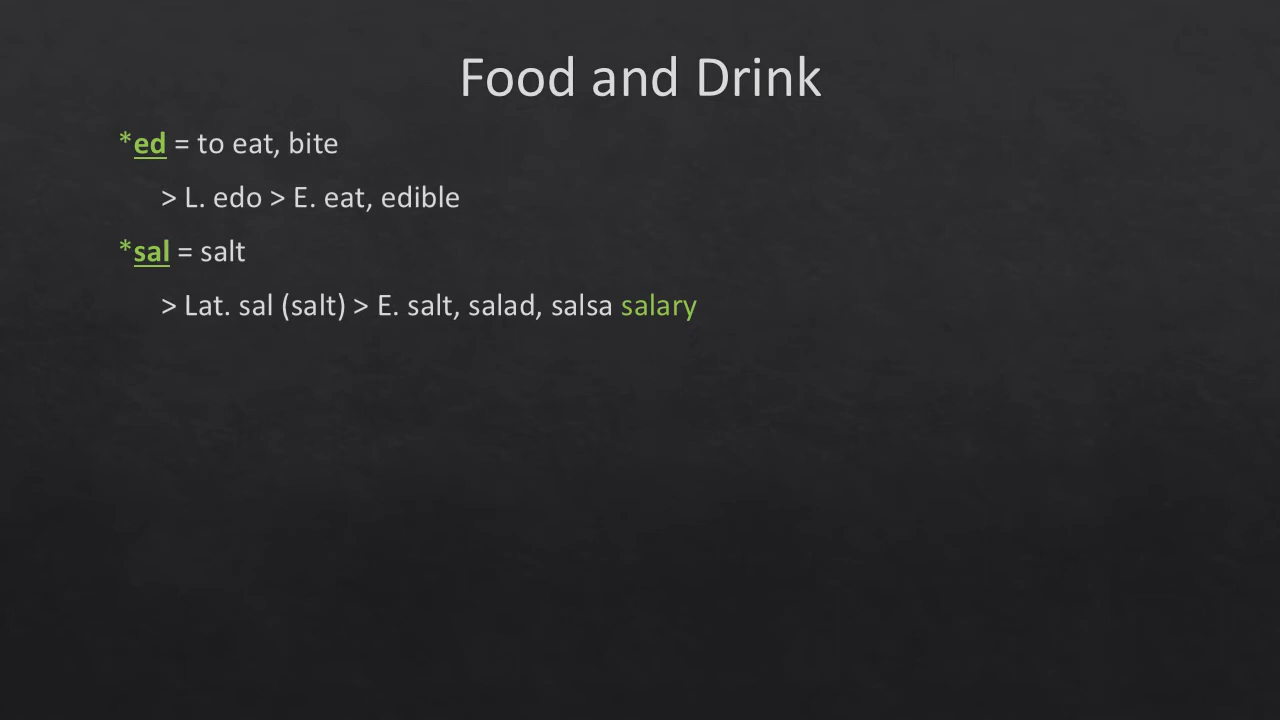 Food and Drink
*ed = to eat, bite
> L. edo > E. eat, edible
*sal = salt
> Lat. sal (salt) > E. salt, salad, salsa salary